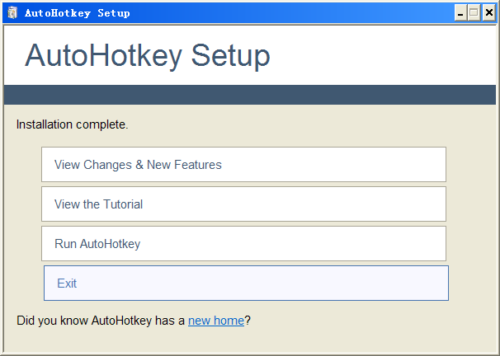 AutoHotkey Setup
AutoHotkey Setup
Installation complete.
View Changes & New Features
View the Tutorial
Run AutoHotkey
Exit
Did you know AutoHotkey has a new home?